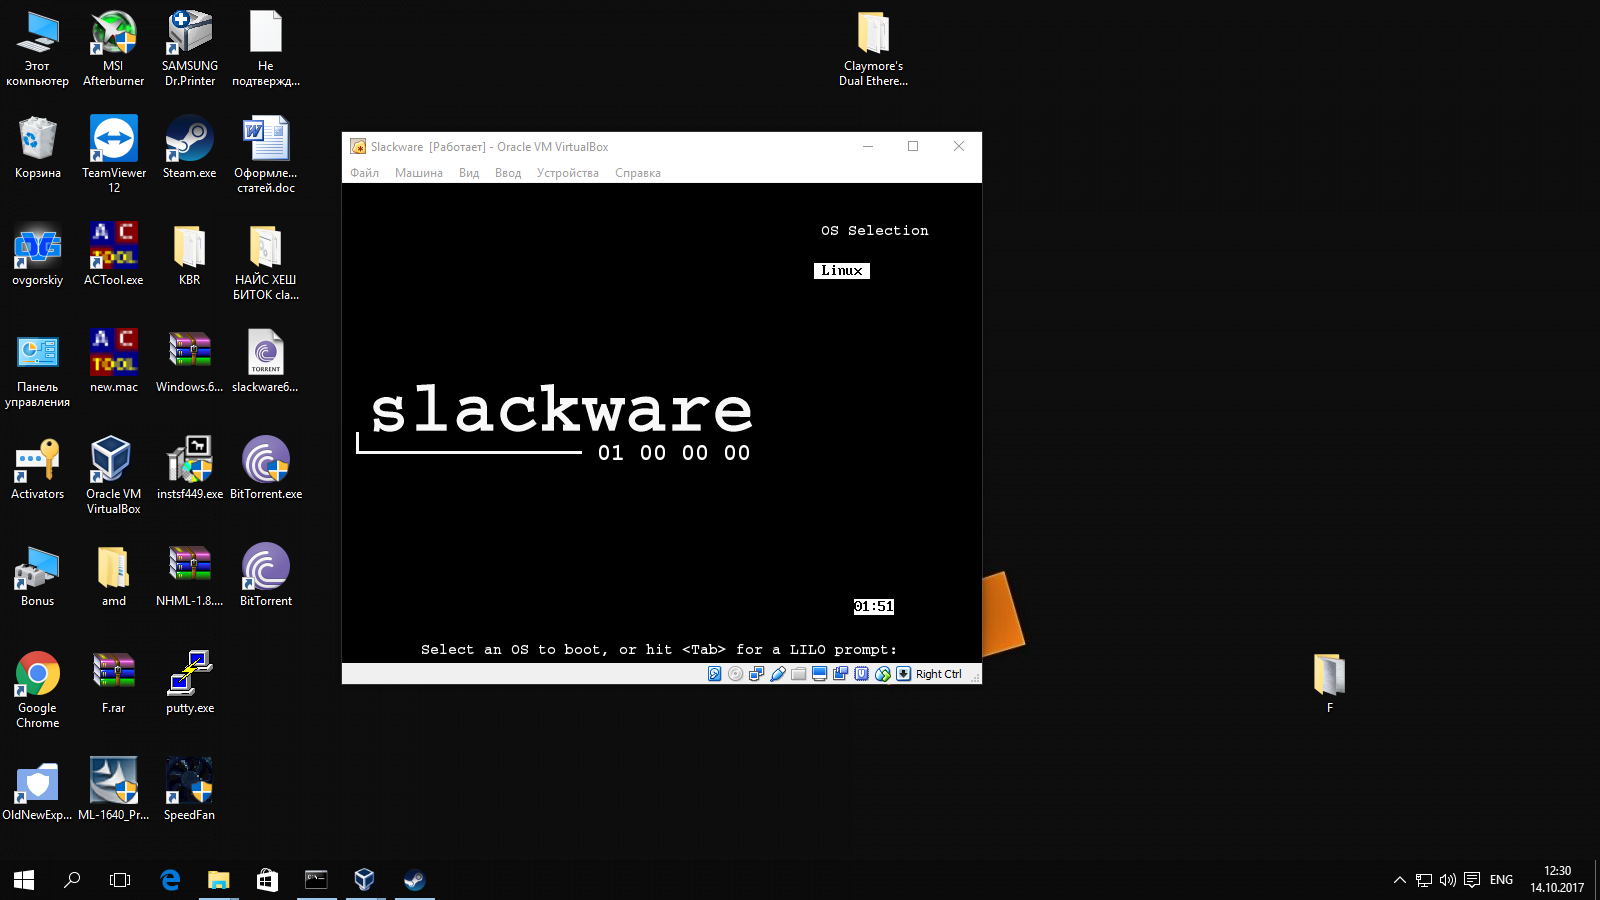 Этот
компьютер
MSI
Afterburner
SAMSUNG
Dr.Printer
Не
подтвержд...
Claymore's
Dual Ethere...
Корзина
TeamViewer
12
Steam.exe
Оформле...
статей.doc
ovgorskiy
ACTool.exe
KBR
НАЙС ХЕШ
БИТОК cla...
Панель
управления
new.mac
Windows.6...
TORRENT
slackware6...
Activators
Oracle VM
VirtualBox
instsf449.exe
BitTorrent.exe
Bonus
amd
NHML-1.8....
BitTorrent
Google
Chrome
F.rar
putty.exe
OldNewExp...
ML-1640_Pr...
SpeedFan
F
A C
TOOL
A C
TOOL
Slackware [Работает] - Oracle VM VirtualBox
Файл Машина Вид Ввод Устройства Справка
OS Selection
Linux
slackware
01 00 00 00
01:51
Select an OS to boot, or hit <Tab> for a LILO prompt:
Right Ctrl
ENG
12:30
14.10.2017